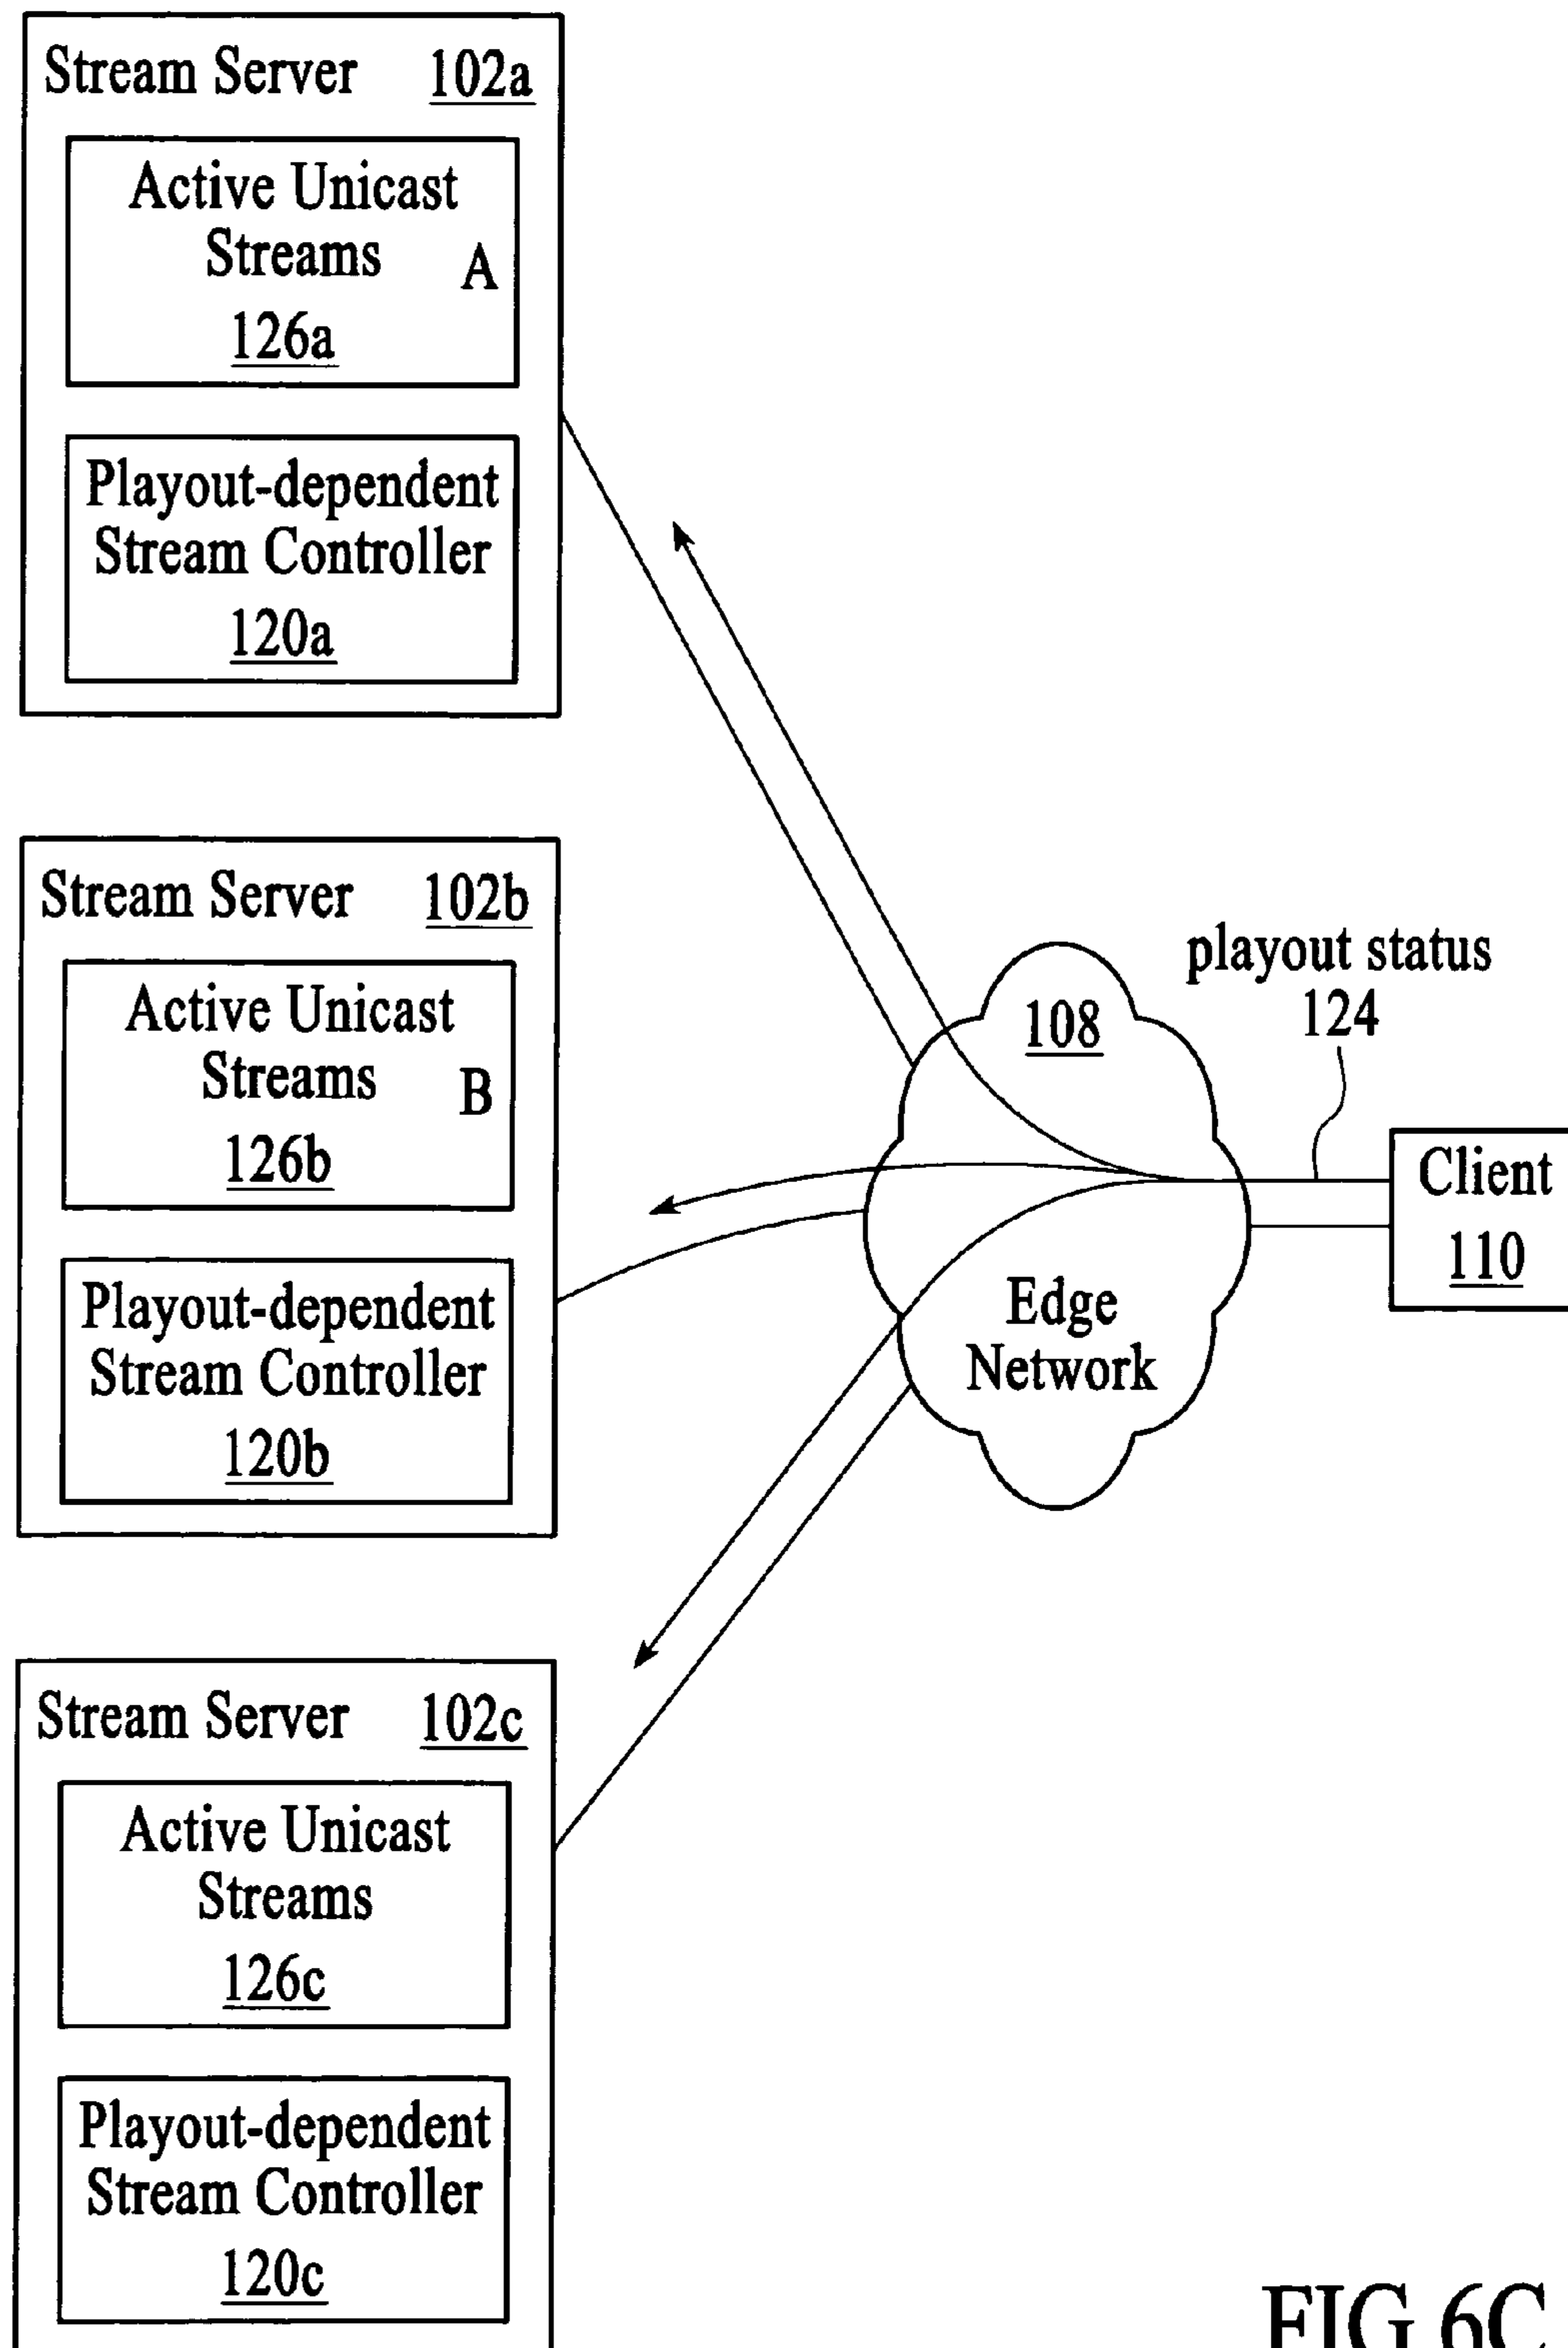 Stream Server 102a
Active Unicast
Streams A
126a
Playout-dependent
Stream Controller
120a
Stream Server 102b
Active Unicast
Streams B
126b
Playout-dependent
Stream Controller
120b
playout status
124
108
Client
110
Edge
Network
Stream Server 102c
Active Unicast
Streams
126c
Playout-dependent
Stream Controller
120c
FIG 6C